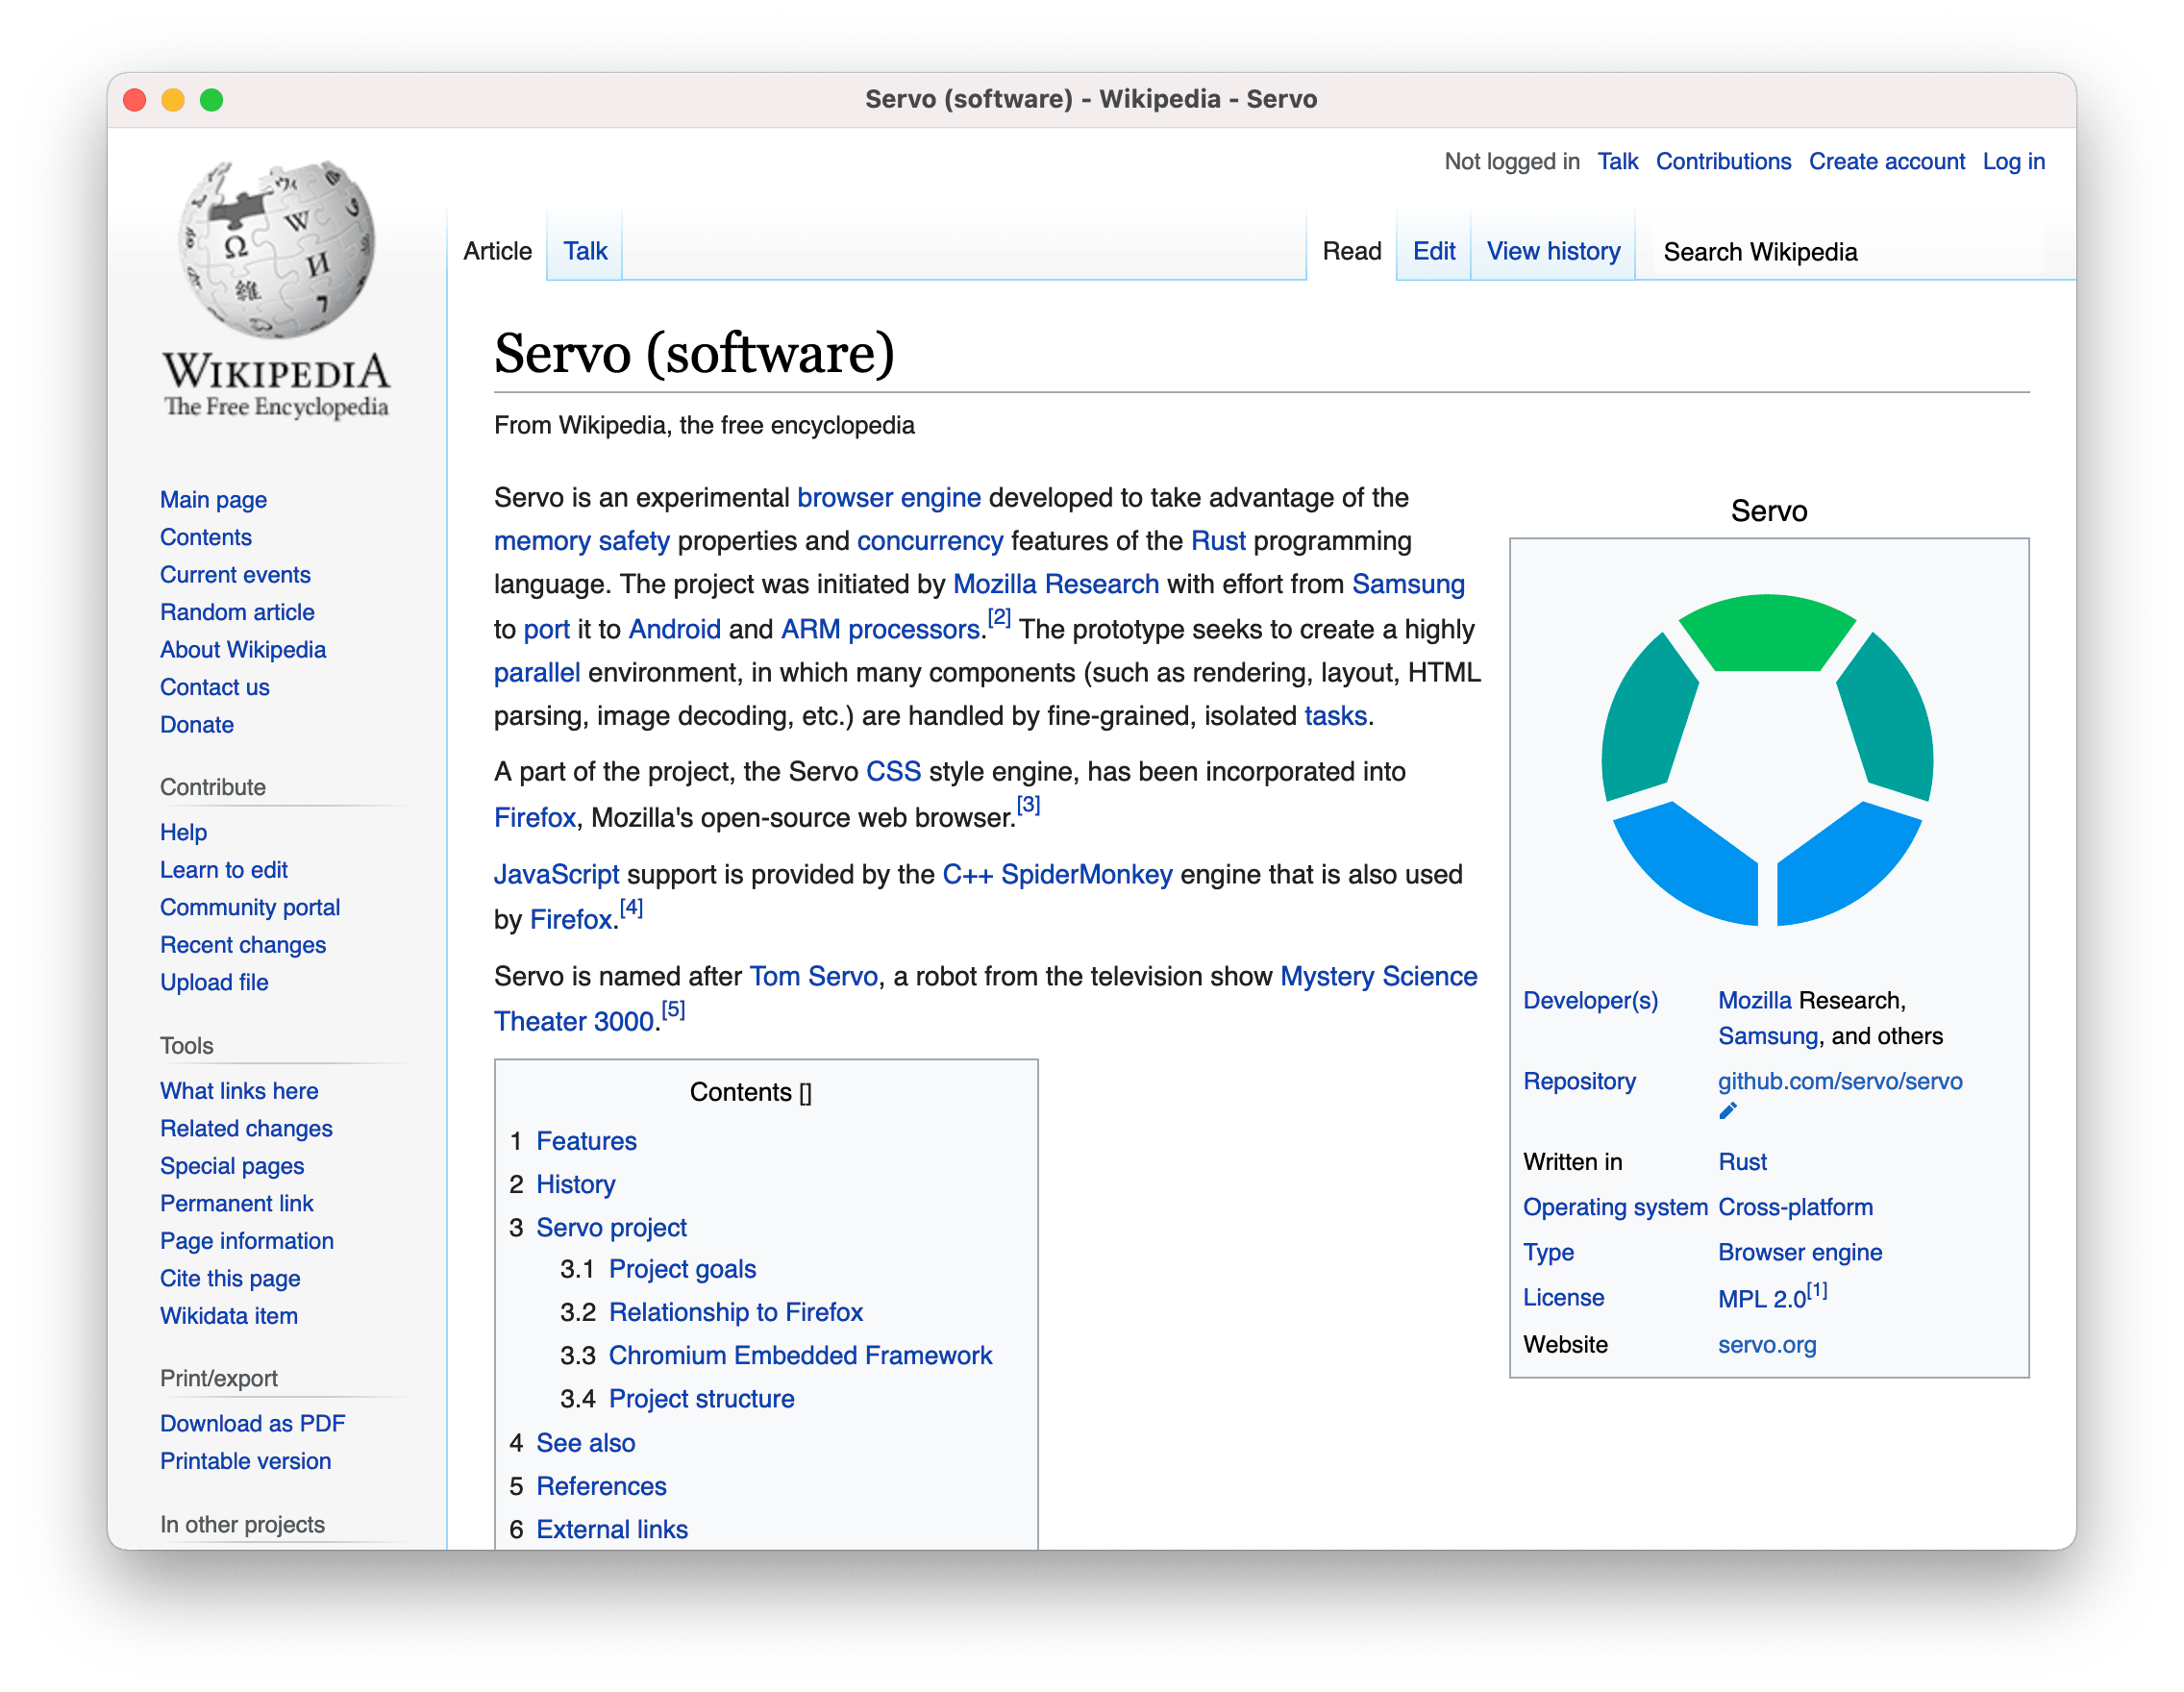 Servo (software) - Wikipedia - Servo
Not logged in Talk Contributions Create account Log in
WIKIPEDIA
The Free Encyclopedia
Article Talk Read Edit View history Search Wikipedia
Main page
Contents
Current events
Random article
About Wikipedia
Contact us
Donate
Contribute
Help
Learn to edit
Community portal
Recent changes
Upload file
Tools
What links here
Related changes
Special pages
Permanent link
Page information
Cite this page
Wikidata item
Print/export
Download as PDF
Printable version
In other projects
Servo (software)
From Wikipedia, the free encyclopedia
Servo is an experimental browser engine developed to take advantage of the
memory safety properties and concurrency features of the Rust programming
language. The project was initiated by Mozilla Research with effort from Samsung
to port it to Android and ARM processors.[2] The prototype seeks to create a highly
parallel environment, in which many components (such as rendering, layout, HTML
parsing, image decoding, etc.) are handled by fine-grained, isolated tasks.
A part of the project, the Servo CSS style engine, has been incorporated into
Firefox, Mozilla's open-source web browser.[3]
JavaScript support is provided by the C++ SpiderMonkey engine that is also used
by Firefox.[4]
Servo is named after Tom Servo, a robot from the television show Mystery Science
Theater 3000.[5]
Contents []
1 Features
2 History
3 Servo project
3.1 Project goals
3.2 Relationship to Firefox
3.3 Chromium Embedded Framework
3.4 Project structure
4 See also
5 References
6 External links
Servo
Developer(s) Mozilla Research,
Samsung, and others
Repository github.com/servo/servo
Written in Rust
Operating system Cross-platform
Type Browser engine
License MPL 2.0[1]
Website servo.org